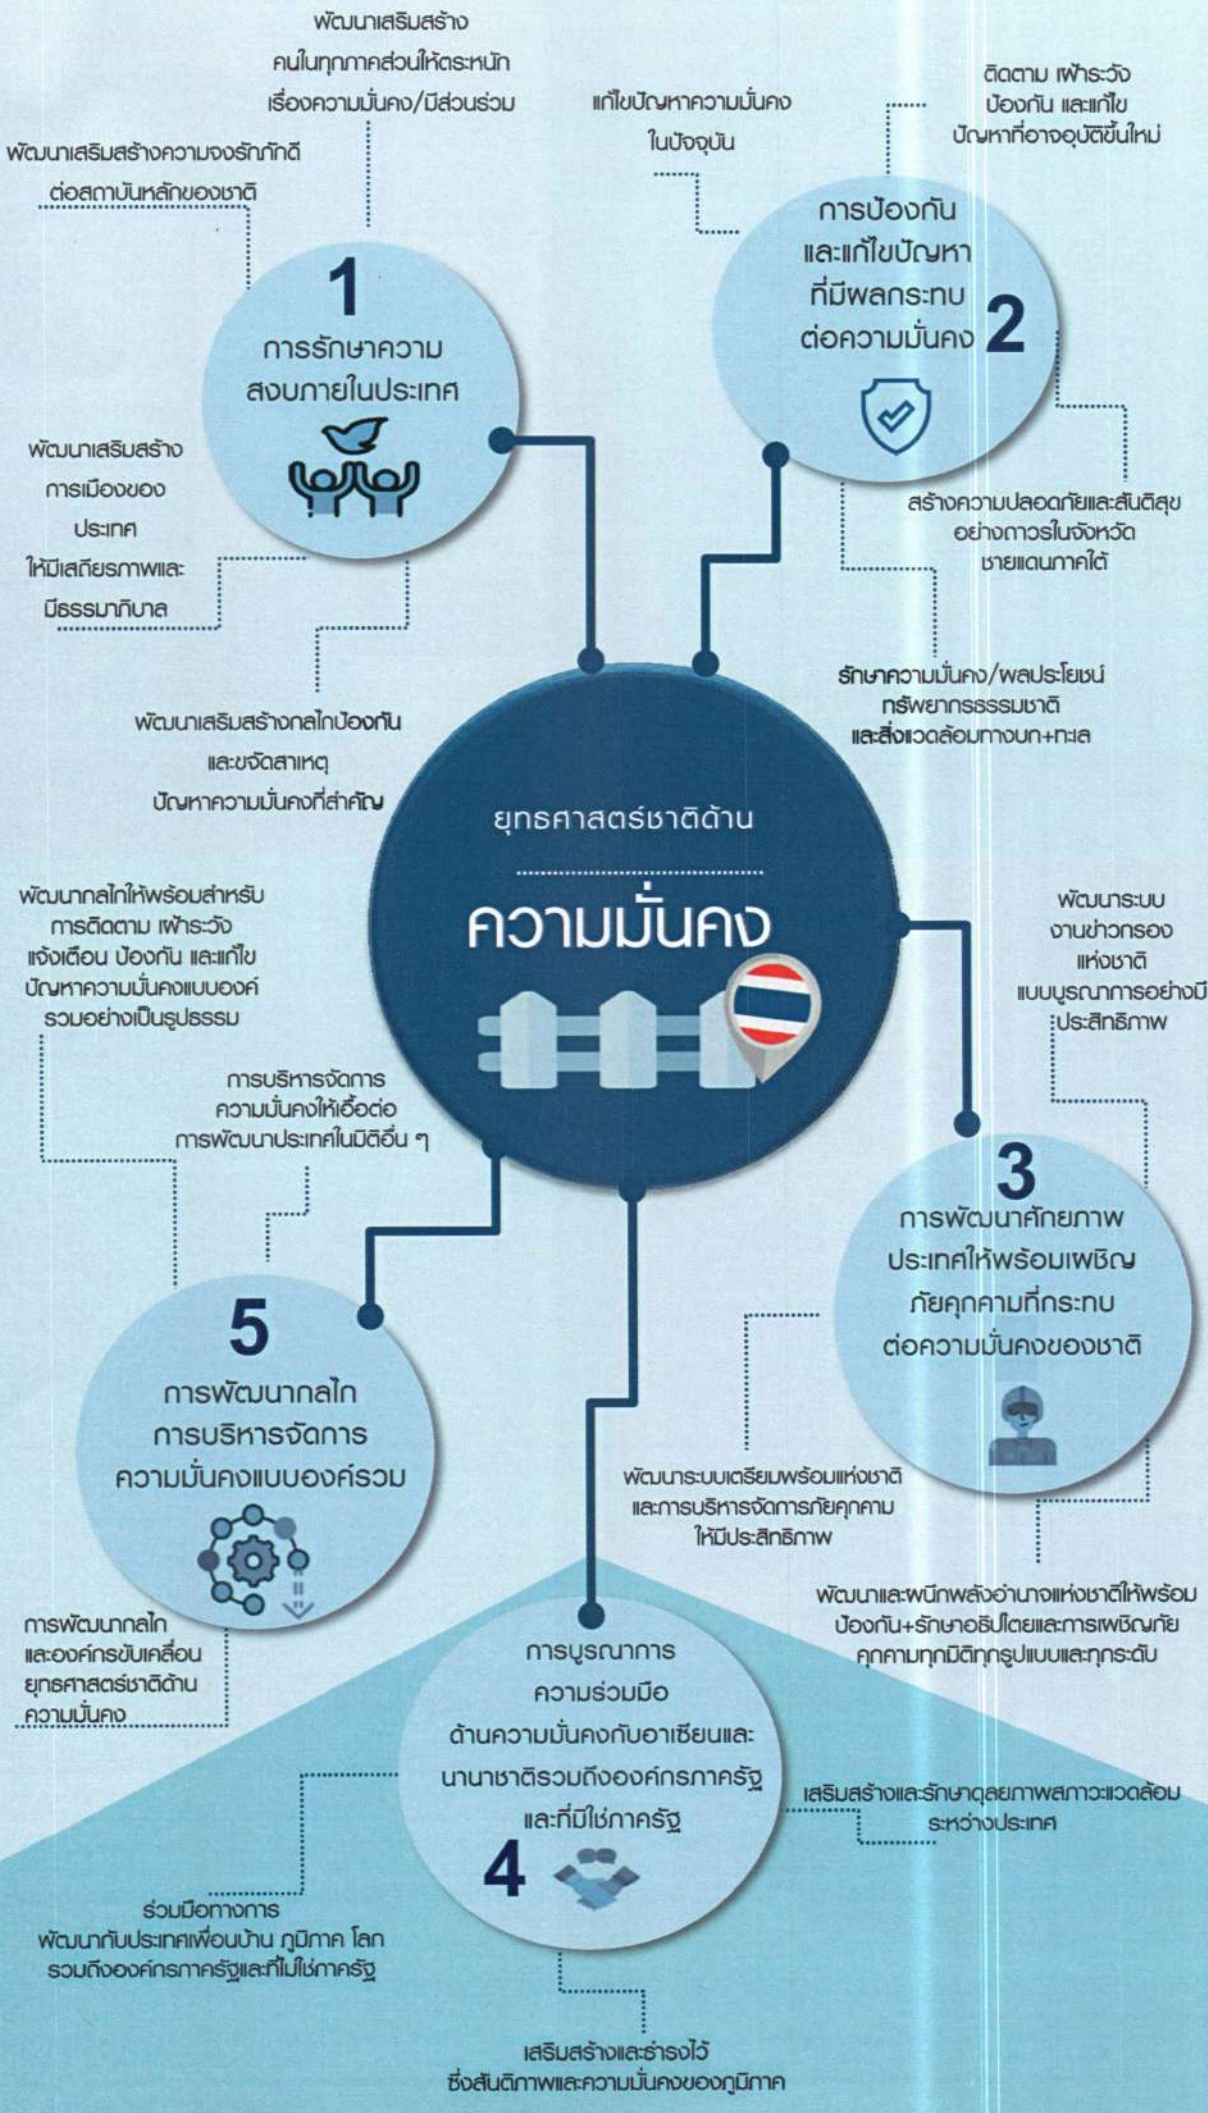 พัฒนาเสริมสร้าง
คนในทุกภาคส่วนให้ตระหนัก
เรื่องความมั่นคง/มีส่วนร่วม
พัฒนาเสริมสร้างความจงรักภักดี
ต่อสถาบันหลักของชาติ
1
การรักษาความ
สงบภายในประเทศ
พัฒนาเสริมสร้าง
การเมืองของ
ประเทศ
ให้มีเสถียรภาพและ
มีธรรมาภิบาล
พัฒนาเสริมสร้างกลไกป้องกัน
และขจัดสาเหตุ
ปัญหาความมั่นคงที่สำคัญ
แก้ไขปัญหาความมั่นคง
ในปัจจุบัน
ติดตาม เฝ้าระวัง
ป้องกัน และแก้ไข
ปัญหาที่อาจอุบัติขึ้นใหม่
การป้องกัน
และแก้ไขปัญหา
ที่มีผลกระทบ
ต่อความมั่นคง 2
สร้างความปลอดภัยและสันติสุข
อย่างถาวรในจังหวัด
ชายแดนภาคใต้
รักษาความมั่นคง/ผลประโยชน์
ทรัพยากรธรรมชาติ
และสิ่งแวดล้อมทางบก+ทะเล
ยุทธศาสตร์ชาติด้าน
ความมั่นคง
พัฒนาระบบ
งานข่าวกรอง
แห่งชาติ
แบบบูรณาการอย่างมี
ประสิทธิภาพ
3
การพัฒนาศักยภาพ
ประเทศให้พร้อมเผชิญ
ภัยคุกคามที่กระทบ
ต่อความมั่นคงของชาติ
พัฒนาระบบเตรียมพร้อมแห่งชาติ
และการบริหารจัดการภัยคุกคาม
ให้มีประสิทธิภาพ
พัฒนาและผนึกพลังอำนาจแห่งชาติให้พร้อม
ป้องกัน+รักษาอธิปไตยและการเผชิญภัย
คุกคามทุกมิติทุกรูปแบบและทุกระดับ
พัฒนากลไกให้พร้อมสำหรับ
การติดตาม เฝ้าระวัง
แจ้งเตือน ป้องกัน และแก้ไข
ปัญหาความมั่นคงแบบองค์
รวมอย่างเป็นรูปธรรม
การบริหารจัดการ
ความมั่นคงให้เอื้อต่อ
การพัฒนาประเทศในมิติอื่น ๆ
5
การพัฒนากลไก
การบริหารจัดการ
ความมั่นคงแบบองค์รวม
การพัฒนากลไก
และองค์กรขับเคลื่อน
ยุทธศาสตร์ชาติด้าน
ความมั่นคง
การบูรณาการ
ความร่วมมือ
ด้านความมั่นคงกับอาเซียนและ
นานาชาติรวมถึงองค์กรภาครัฐ
และที่มิใช่ภาครัฐ
4
เสริมสร้างและรักษาดุลยภาพสภาวะแวดล้อม
ระหว่างประเทศ
ร่วมมือทางการ
พัฒนากับประเทศเพื่อนบ้าน ภูมิภาค โลก
รวมถึงองค์กรภาครัฐและที่ไม่ใช่ภาครัฐ
เสริมสร้างและธำรงไว้
ซึ่งสันติภาพและความมั่นคงของภูมิภาค